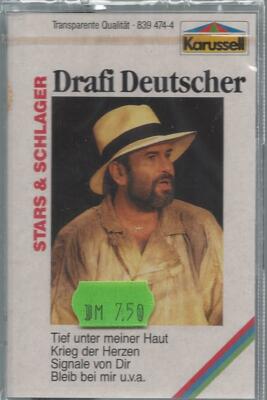 Transparente Qualität · 839 474-4
Karussell
Drafi Deutscher
STARS & SCHLAGER
DM 7,50
Tief unter meiner Haut
Krieg der Herzen
Signale von Dir
Bleib bei mir u.v.a.